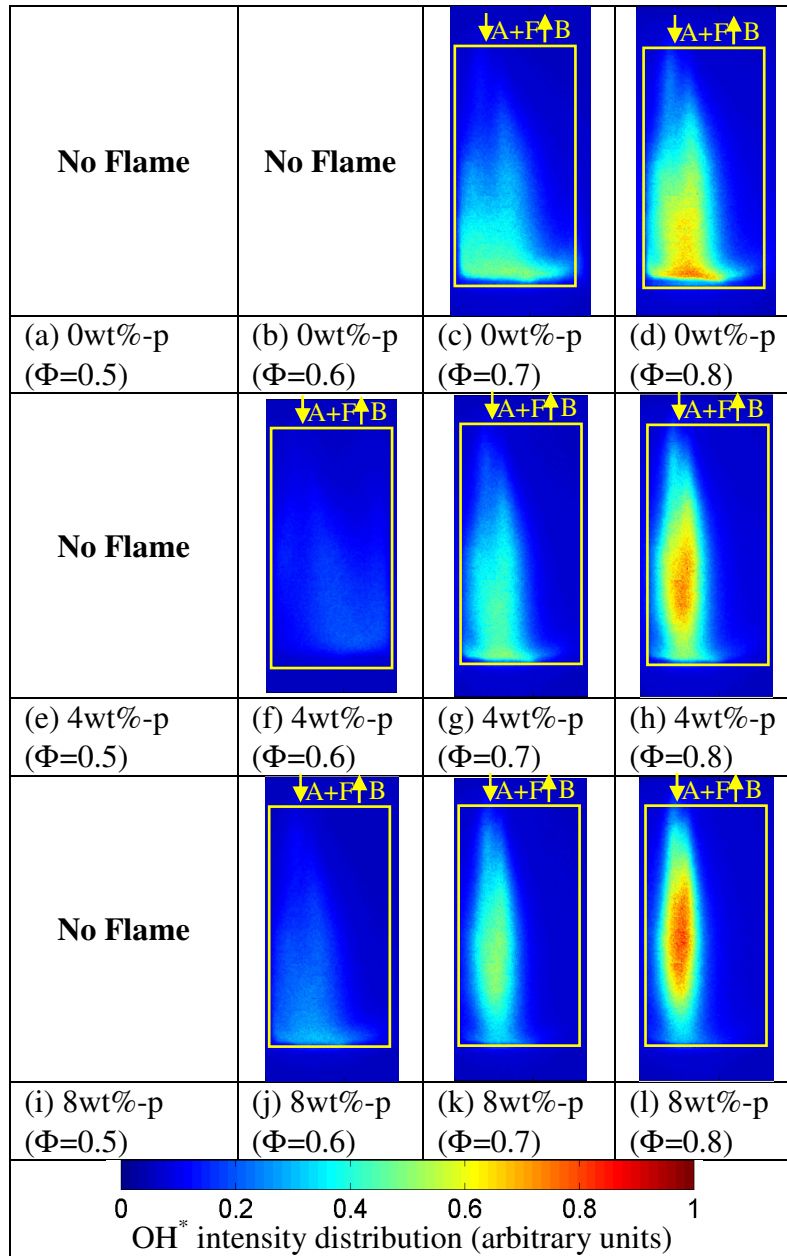 A+F B
A+F B
No Flame
No Flame
(a) 0wt%-p
(Φ=0.5)
(b) 0wt%-p
(Φ=0.6)
(c) 0wt%-p
(Φ=0.7)
(d) 0wt%-p
(Φ=0.8)
A+F B
A+F B
A+F B
No Flame
(e) 4wt%-p
(Φ=0.5)
(f) 4wt%-p
(Φ=0.6)
(g) 4wt%-p
(Φ=0.7)
(h) 4wt%-p
(Φ=0.8)
A+F B
A+F B
A+F B
No Flame
(i) 8wt%-p
(Φ=0.5)
(j) 8wt%-p
(Φ=0.6)
(k) 8wt%-p
(Φ=0.7)
(l) 8wt%-p
(Φ=0.8)
0 0.2 0.4 0.6 0.8 1
OH* intensity distribution (arbitrary units)